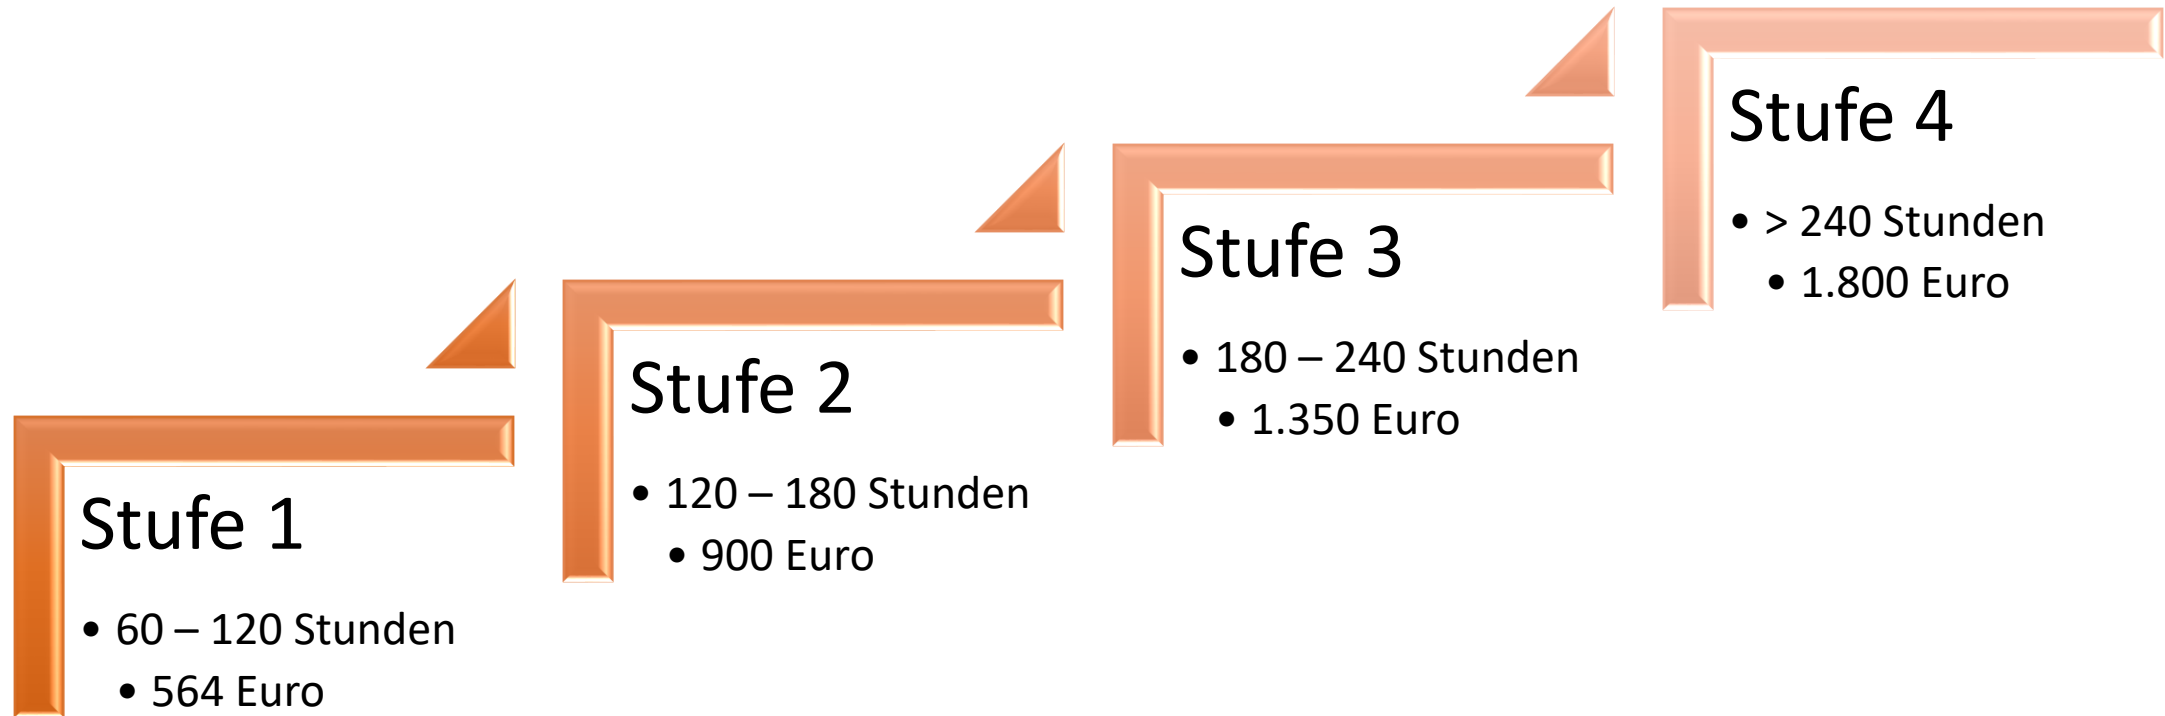 Stufe 1
• 60 – 120 Stunden
• 564 Euro
Stufe 2
• 120 – 180 Stunden
• 900 Euro
Stufe 3
• 180 – 240 Stunden
• 1.350 Euro
Stufe 4
• > 240 Stunden
• 1.800 Euro